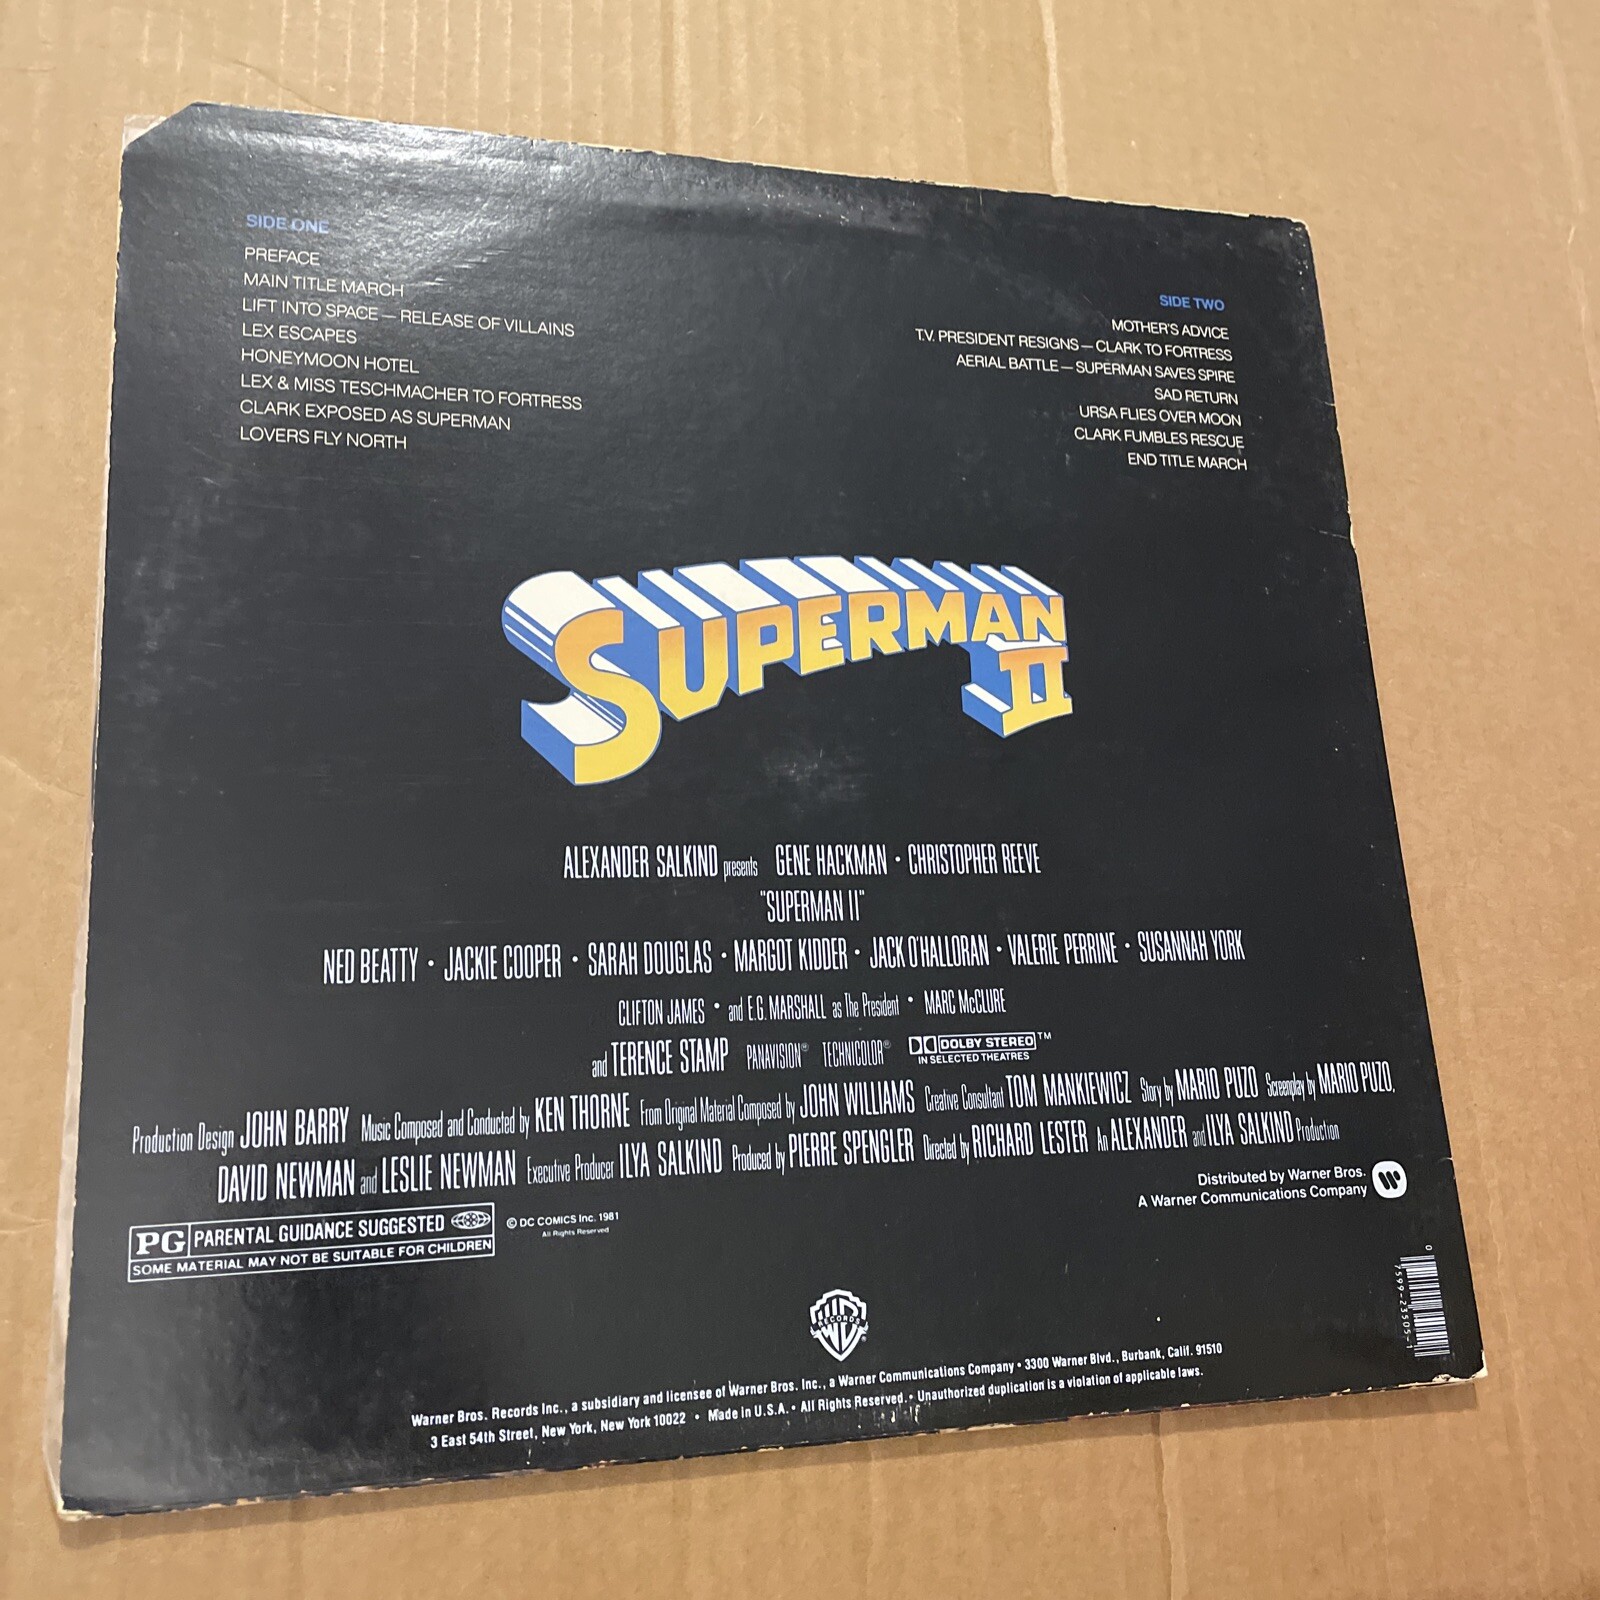 SIDE ONE
PREFACE
MAIN TITLE MARCH
LIFT INTO SPACE — RELEASE OF VILLAINS
LEX ESCAPES
HONEYMOON HOTEL
LEX & MISS TESCHMACHER TO FORTRESS
CLARK EXPOSED AS SUPERMAN
LOVERS FLY NORTH
SIDE TWO
MOTHER'S ADVICE
T.V. PRESIDENT RESIGNS — CLARK TO FORTRESS
AERIAL BATTLE — SUPERMAN SAVES SPIRE
SAD RETURN
URSA FLIES OVER MOON
CLARK FUMBLES RESCUE
END TITLE MARCH
SUPERMAN
II
ALEXANDER SALKIND presents GENE HACKMAN • CHRISTOPHER REEVE
"SUPERMAN II"
NED BEATTY • JACKIE COOPER • SARAH DOUGLAS • MARGOT KIDDER • JACK O'HALLORAN • VALERIE PERRINE • SUSANNAH YORK
CLIFTON JAMES • and E.G. MARSHALL as The President • MARC McCLURE
and TERENCE STAMP PANAVISION® TECHNICOLOR® DOLBY STEREO™
IN SELECTED THEATRES
Production Design JOHN BARRY Music Composed and Conducted by KEN THORNE From Original Material Composed by JOHN WILLIAMS Creative Consultant TOM MANKIEWICZ Story by MARIO PUZO Screenplay by MARIO PUZO,
DAVID NEWMAN and LESLIE NEWMAN Executive Producer ILYA SALKIND Produced by PIERRE SPENGLER Directed by RICHARD LESTER An ALEXANDER and ILYA SALKIND Production
Distributed by Warner Bros.
A Warner Communications Company
PG PARENTAL GUIDANCE SUGGESTED
SOME MATERIAL MAY NOT BE SUITABLE FOR CHILDREN
© DC COMICS Inc. 1981
All Rights Reserved
0 7599-23505-1
RECORDS
Warner Bros. Records Inc., a subsidiary and licensee of Warner Bros. Inc., a Warner Communications Company • 3300 Warner Blvd., Burbank, Calif. 91510
3 East 54th Street, New York, New York 10022 • Made in U.S.A. • All Rights Reserved. • Unauthorized duplication is a violation of applicable laws.